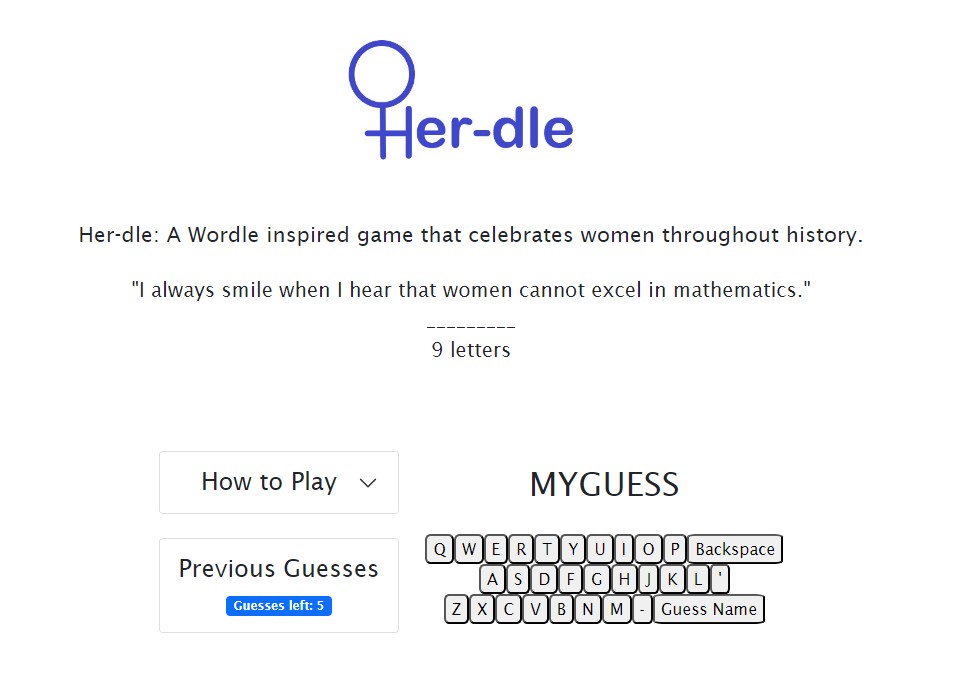 Her-dle
Her-dle: A Wordle inspired game that celebrates women throughout history.
"I always smile when I hear that women cannot excel in mathematics."
_________
9 letters
How to Play
MYGUESS
Previous Guesses
Guesses left: 5
Q W E R T Y U I O P Backspace
A S D F G H J K L '
Z X C V B N M - Guess Name